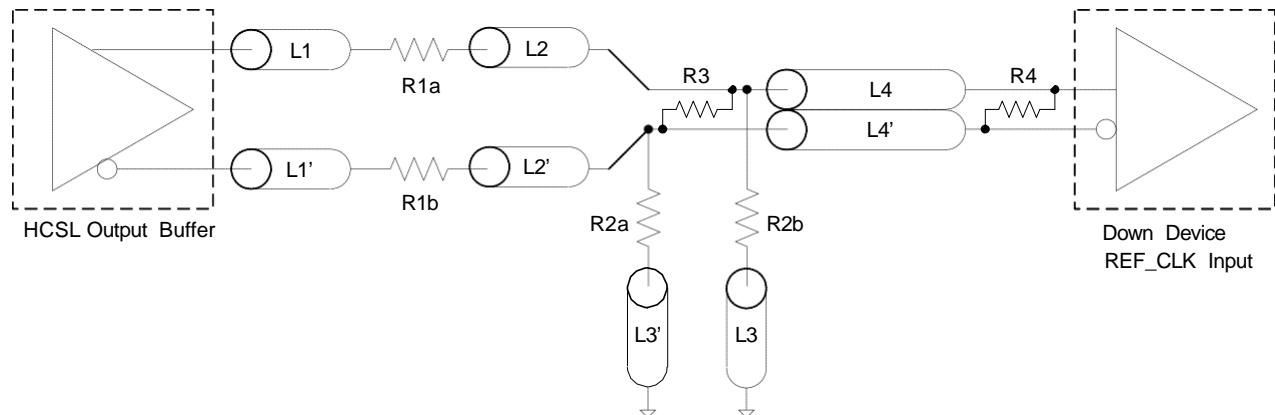 L1
R1a
L2
R3
L4
R4
L1'
R1b
L2'
L4'
HCSL Output Buffer
R2a
R2b
Down Device
REF_CLK Input
L3'
L3